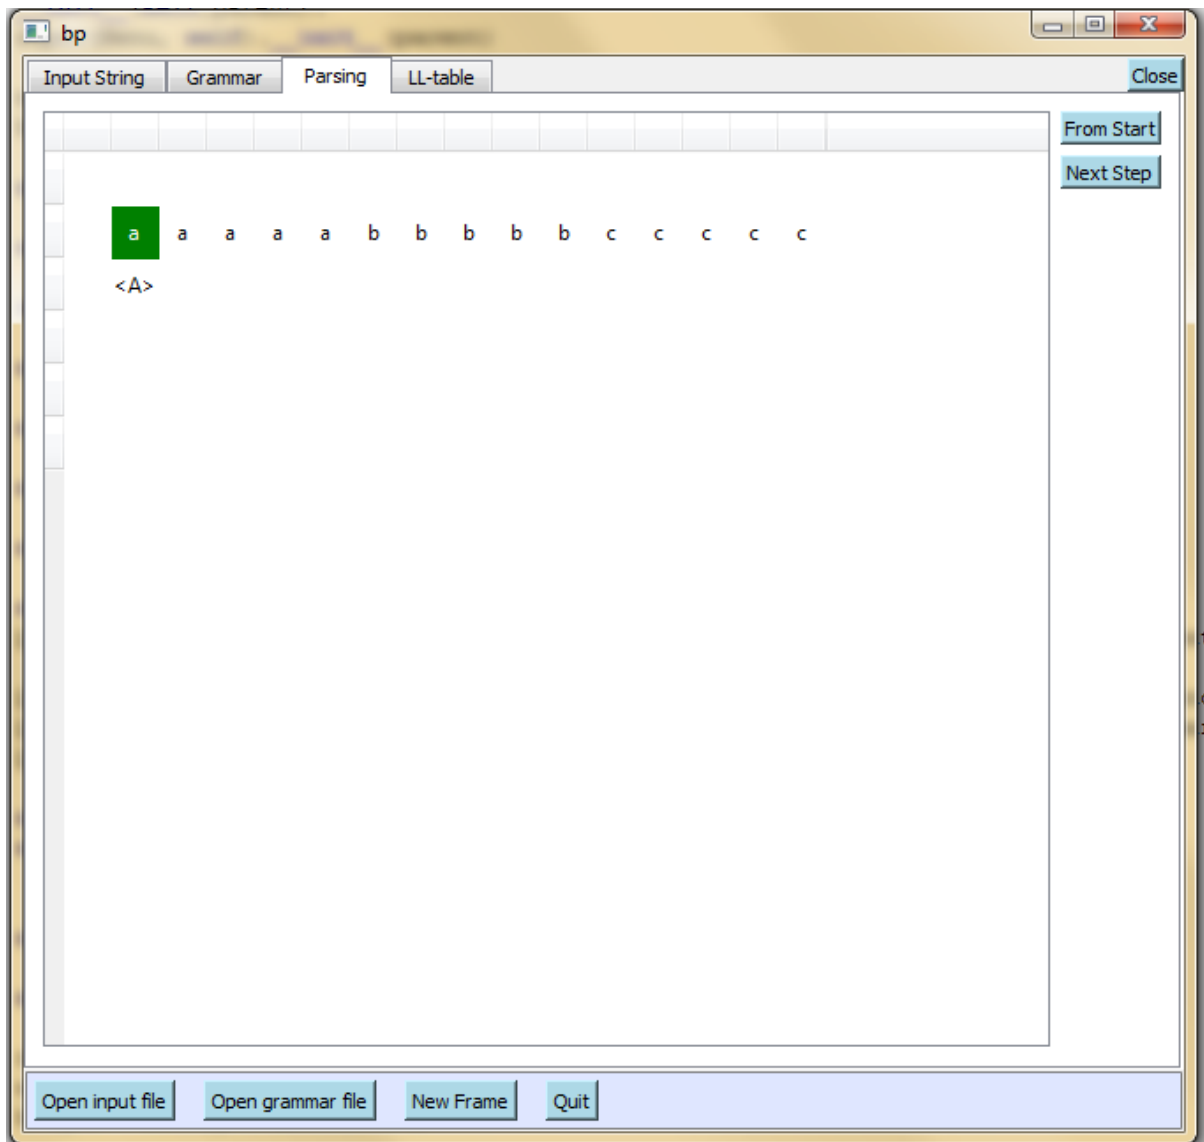 bp
Input String Grammar Parsing LL-table Close
From Start
Next Step
a a a a a b b b b b c c c c c
<A>
Open input file Open grammar file New Frame Quit